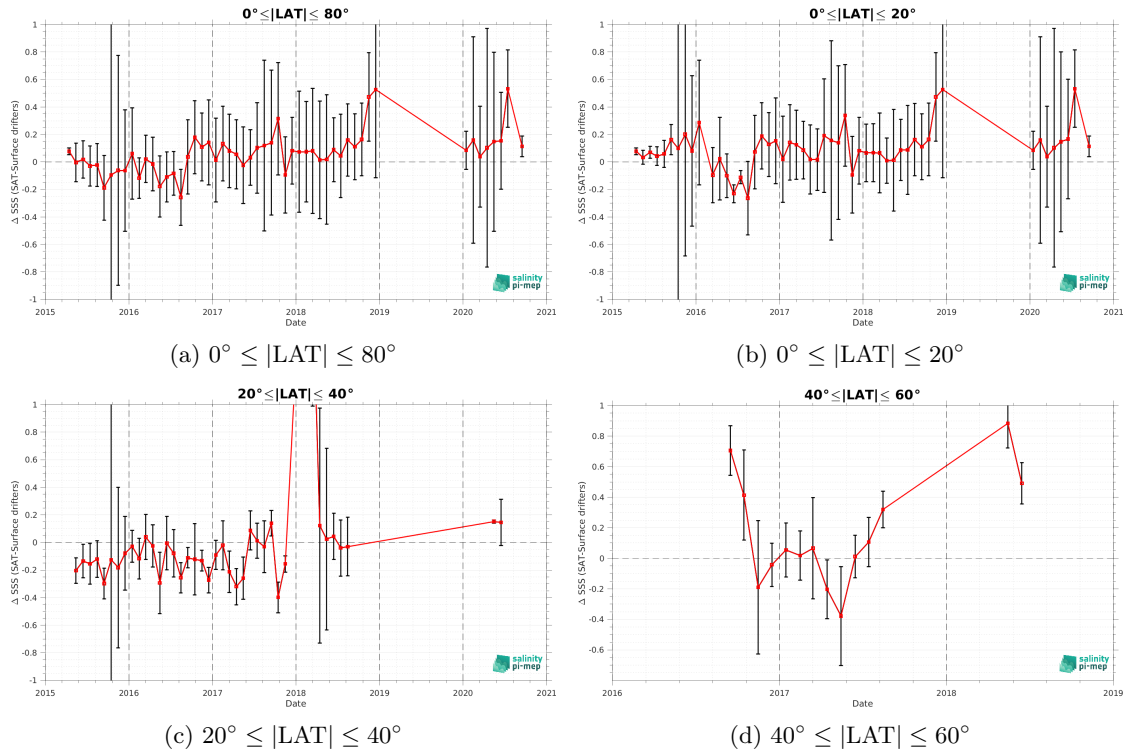 0°≤|LAT|≤ 80°
Δ SSS (SAT-Surface drifters)
1
0.8
0.6
0.4
0.2
0
-0.2
-0.4
-0.6
-0.8
-1
2015
2016
2017
2018
2019
2020
2021
Date
salinity
pi-mep
(a) 0° ≤ |LAT| ≤ 80°
0°≤|LAT|≤ 20°
Δ SSS (SAT-Surface drifters)
1
0.8
0.6
0.4
0.2
0
-0.2
-0.4
-0.6
-0.8
-1
2015
2016
2017
2018
2019
2020
2021
Date
salinity
pi-mep
(b) 0° ≤ |LAT| ≤ 20°
20°≤|LAT|≤ 40°
Δ SSS (SAT-Surface drifters)
1
0.8
0.6
0.4
0.2
0
-0.2
-0.4
-0.6
-0.8
-1
2015
2016
2017
2018
2019
2020
2021
Date
salinity
pi-mep
(c) 20° ≤ |LAT| ≤ 40°
40°≤|LAT|≤ 60°
Δ SSS (SAT-Surface drifters)
1
0.8
0.6
0.4
0.2
0
-0.2
-0.4
-0.6
2016
2017
2018
2019
Date
salinity
pi-mep
(d) 40° ≤ |LAT| ≤ 60°